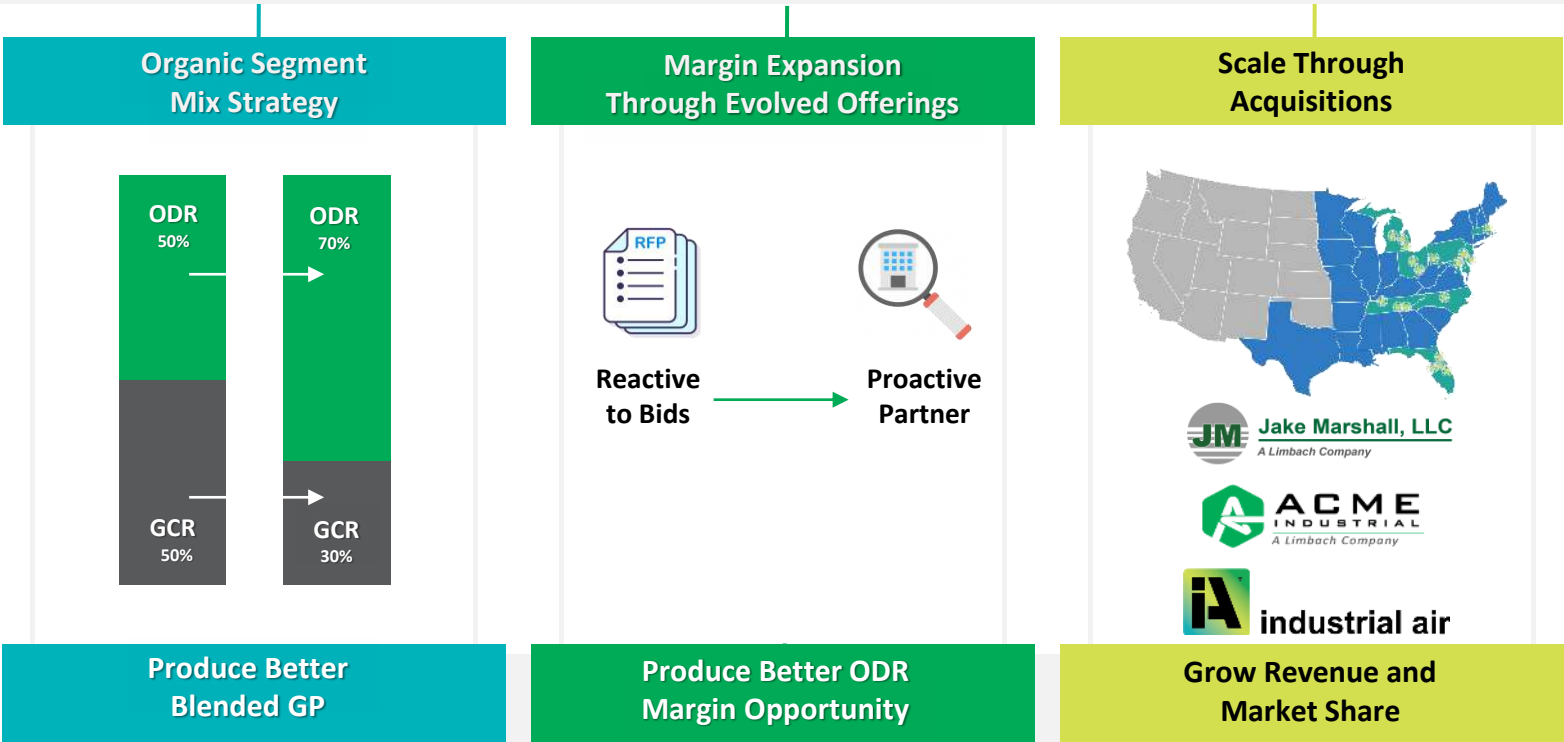 Organic Segment
Mix Strategy
ODR
50%
ODR
70%
GCR
50%
GCR
30%
Produce Better
Blended GP
Margin Expansion
Through Evolved Offerings
RFP
Reactive
to Bids
Proactive
Partner
Produce Better ODR
Margin Opportunity
Scale Through
Acquisitions
JM
Jake Marshall, LLC
A Limbach Company
ACME
INDUSTRIAL
A Limbach Company
iA
industrial air
Grow Revenue and
Market Share